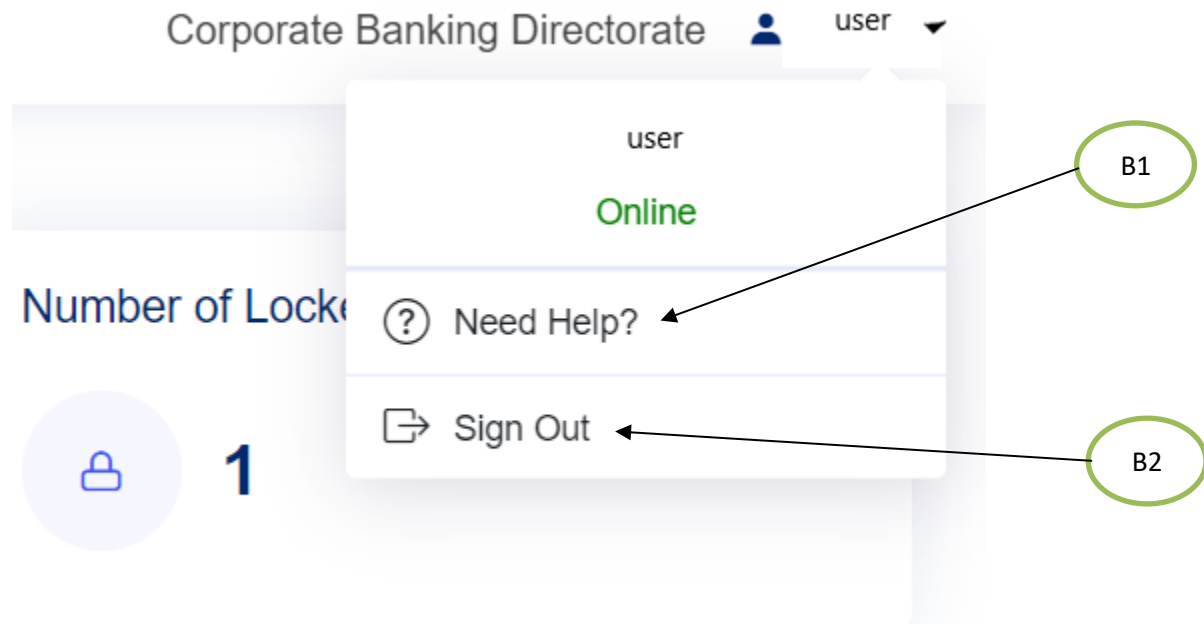 Corporate Banking Directorate user
user
Online
B1
Number of Locke
Need Help?
Sign Out
1
B2